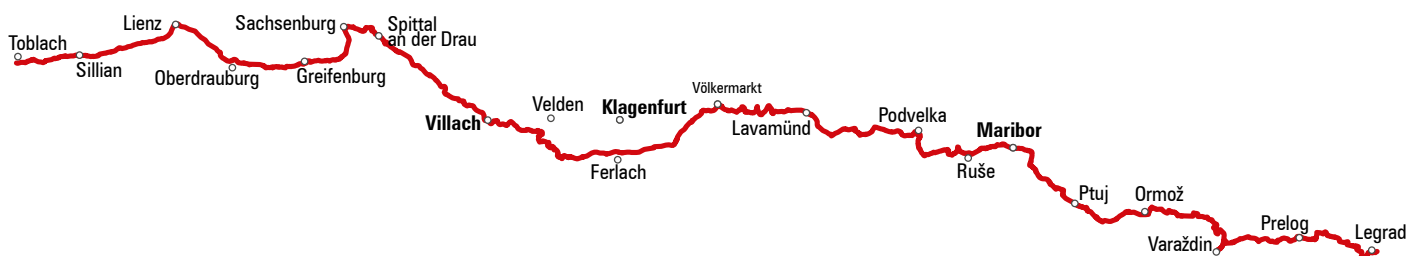 Toblach
Sillian
Lienz
Oberdrauburg
Greifenburg
Sachsenburg
Spittal
an der Drau
Villach
Velden
Klagenfurt
Ferlach
Völkermarkt
Lavamünd
Podvelka
Ruše
Maribor
Ptuj
Ormož
Varaždin
Prelog
Legrad